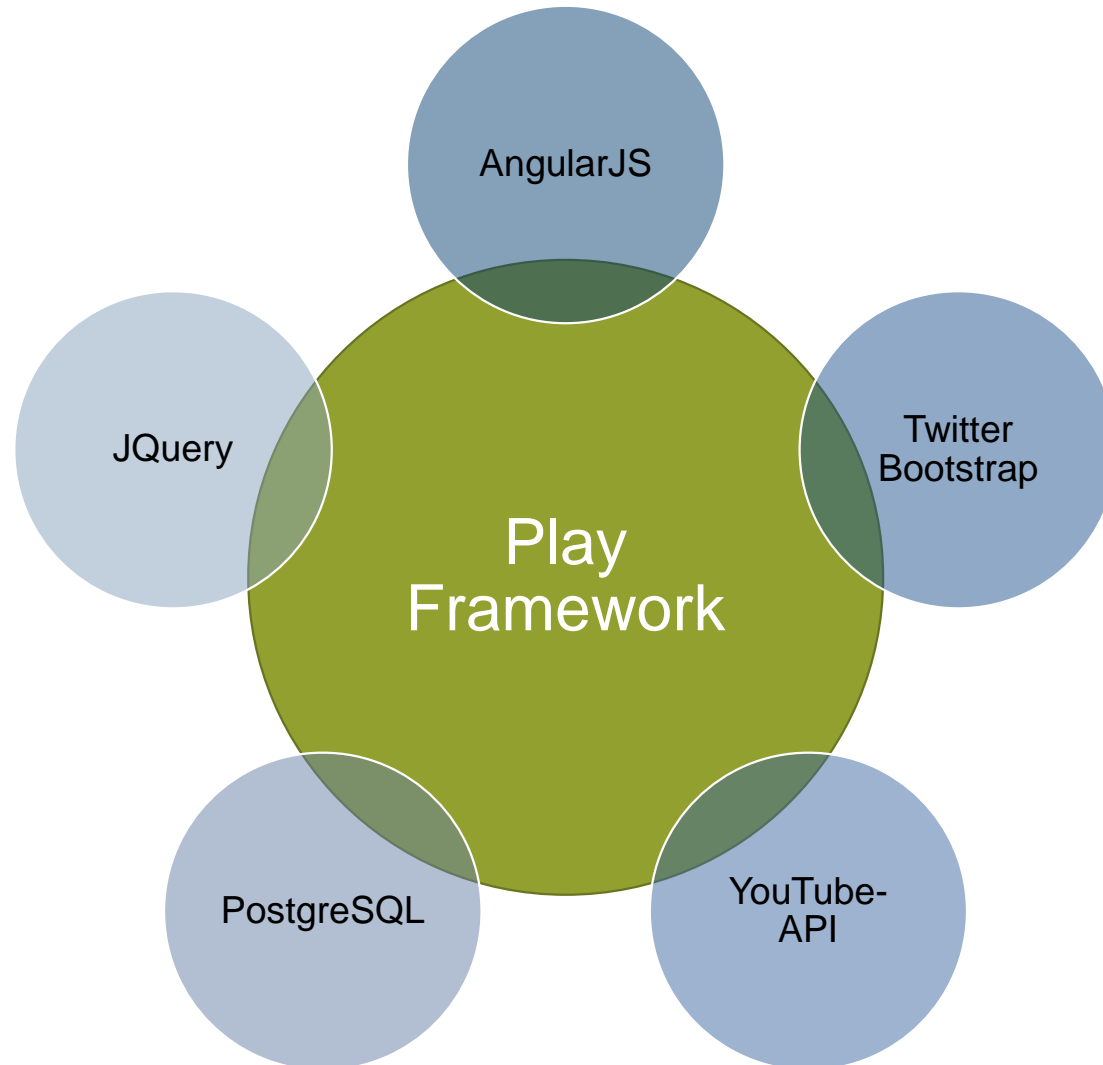 AngularJS
JQuery
Twitter
Bootstrap
Play
Framework
PostgreSQL
YouTube-
API